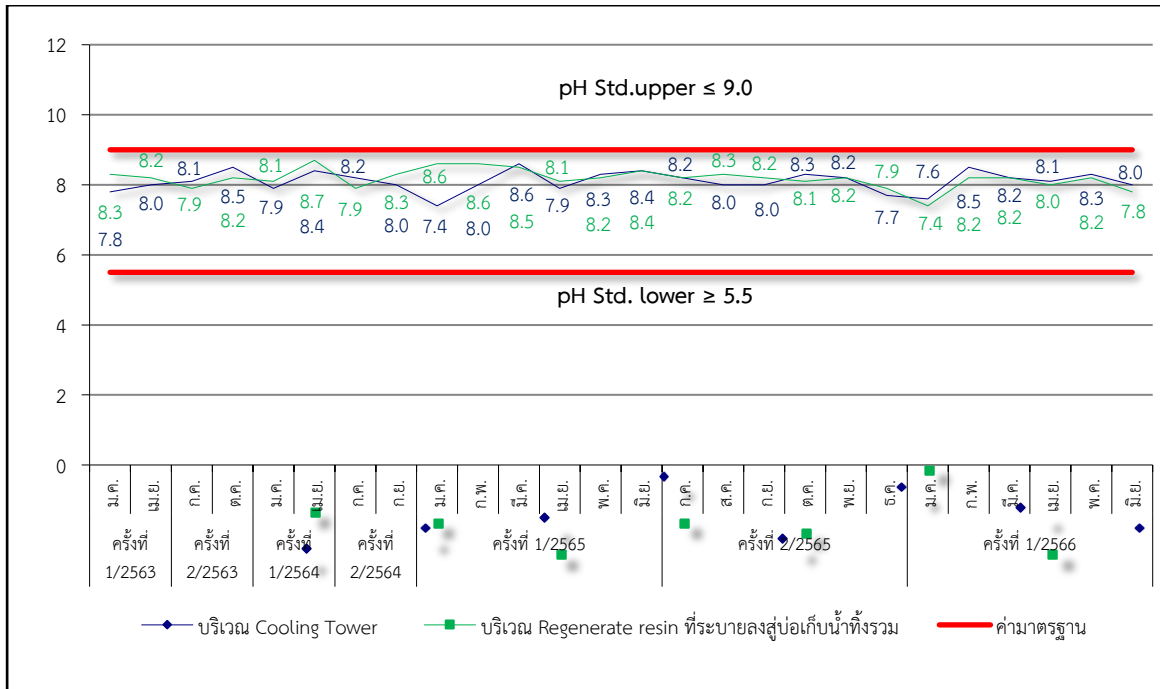 12
pH Std.upper ≤ 9.0
10
8.2 8.1 8.1 8.2 8.6 8.1 8.2 8.3 8.2 8.3 8.2 7.9 7.6 8.1 8.0
8
8.3 8.0 7.9 8.5 7.9 8.7 7.9 8.3 7.4 8.6 8.6 7.9 8.3 8.4 8.2 8.0 8.0 8.1 8.2 7.7 7.4 8.5 8.2 8.0 8.3 7.8
7.8 8.2 8.4 8.0 8.0 8.5 8.2 8.4 8.2 8.2 8.2
6
pH Std. lower ≥ 5.5
4
2
0
ม.ค. เม.ย. ก.ค. ต.ค. ม.ค. เม.ย. ก.ค. ก.ย. ม.ค. ก.พ. มี.ค. เม.ย. พ.ค. มิ.ย. ก.ค. ส.ค. ก.ย. ต.ค. พ.ย. ธ.ค. ม.ค. ก.พ. มี.ค. เม.ย. พ.ค. มิ.ย.
ครั้งที่ ครั้งที่ ครั้งที่ ครั้งที่ ครั้งที่ 1/2565 ครั้งที่ 2/2565 ครั้งที่ 1/2566
1/2563 2/2563 1/2564 2/2564
บริเวณ Cooling Tower บริเวณ Regenerate resin ที่ระบายลงสู่บ่อเก็บน้ำทิ้งรวม ค่ามาตรฐาน